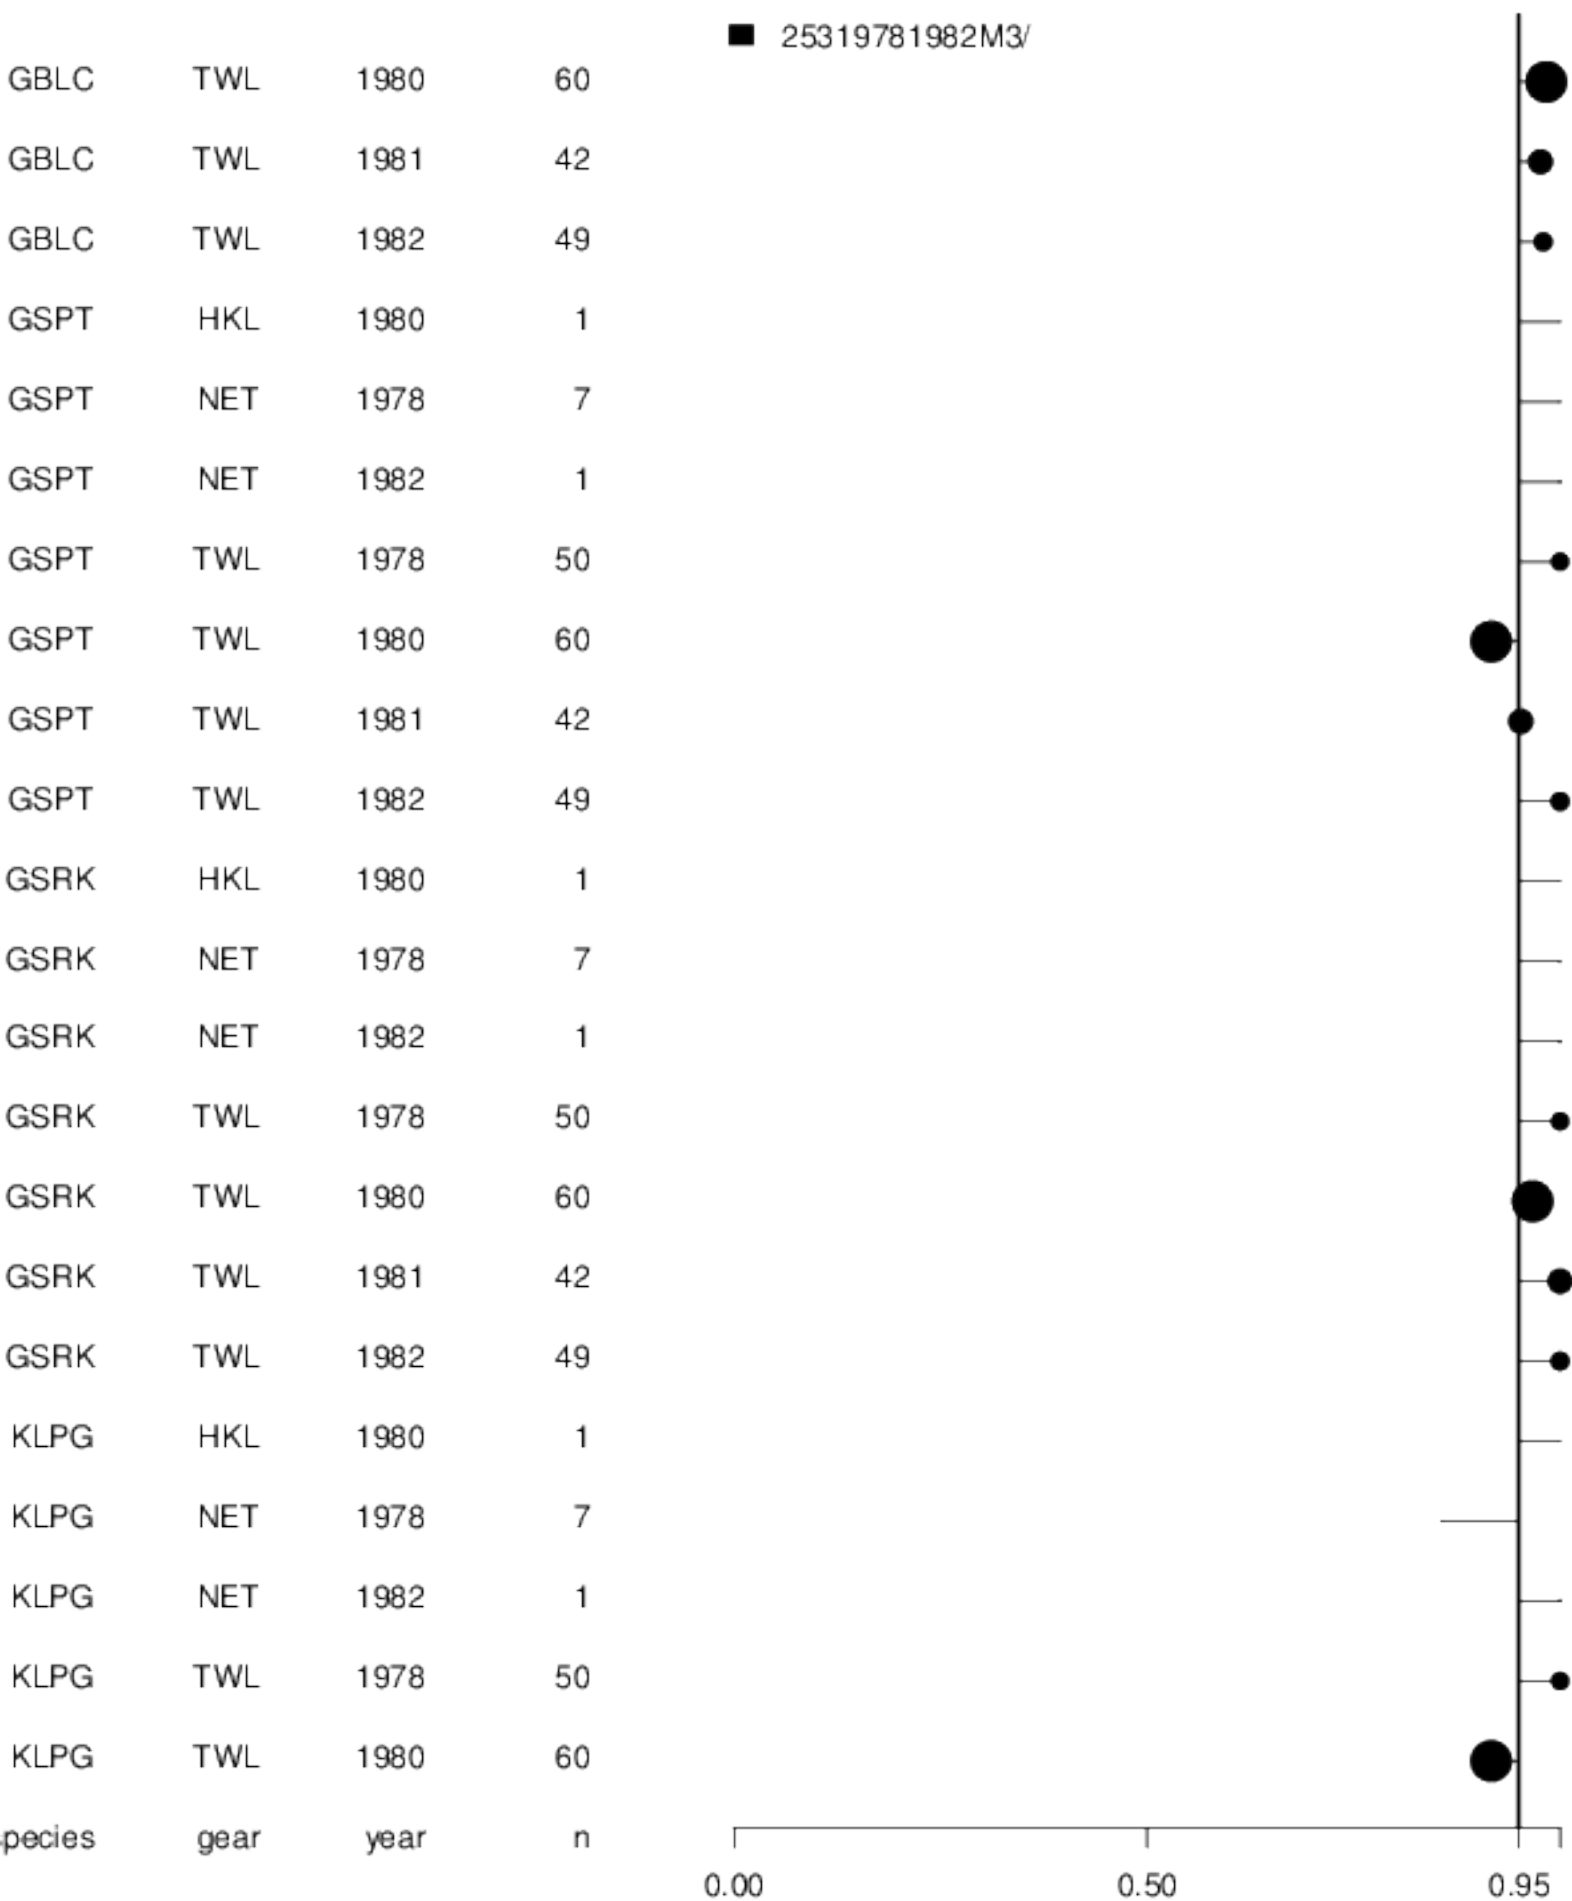 25319781982M3/
GBLC TWL 1980 60
GBLC TWL 1981 42
GBLC TWL 1982 49
GSPT HKL 1980 1
GSPT NET 1978 7
GSPT NET 1982 1
GSPT TWL 1978 50
GSPT TWL 1980 60
GSPT TWL 1981 42
GSPT TWL 1982 49
GSRK HKL 1980 1
GSRK NET 1978 7
GSRK NET 1982 1
GSRK TWL 1978 50
GSRK TWL 1980 60
GSRK TWL 1981 42
GSRK TWL 1982 49
KLPG HKL 1980 1
KLPG NET 1978 7
KLPG NET 1982 1
KLPG TWL 1978 50
KLPG TWL 1980 60
pecies gear year n
0.00 0.50 0.95